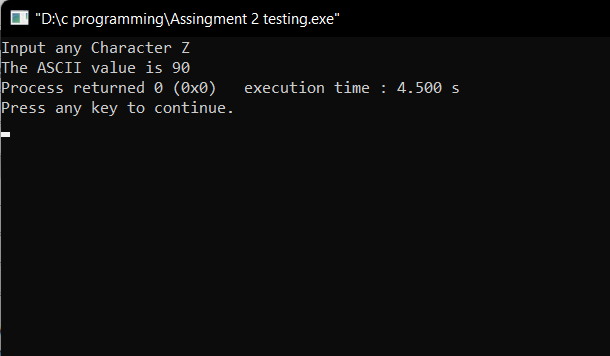 "D:\c programming\Assingment 2 testing.exe"
Input any Character Z
The ASCII value is 90
Process returned 0 (0x0)   execution time : 4.500 s
Press any key to continue.